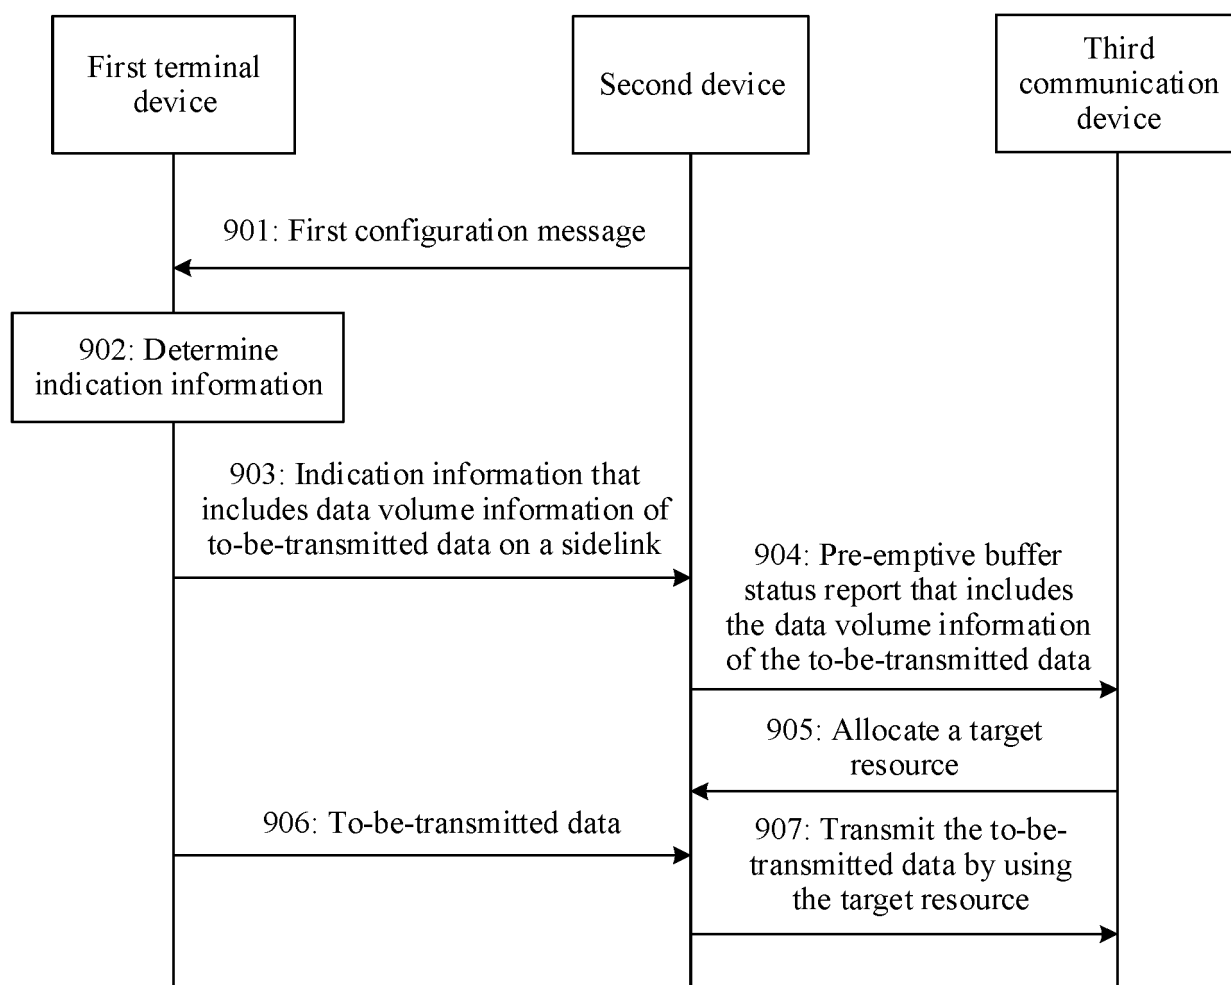 First terminal
device
Second device
Third
communication
device
901: First configuration message
902: Determine
indication information
903: Indication information that
includes data volume information of
to-be-transmitted data on a sidelink
904: Pre-emptive buffer
status report that includes
the data volume information
of the to-be-transmitted data
905: Allocate a target
resource
906: To-be-transmitted data
907: Transmit the to-be-
transmitted data by using
the target resource